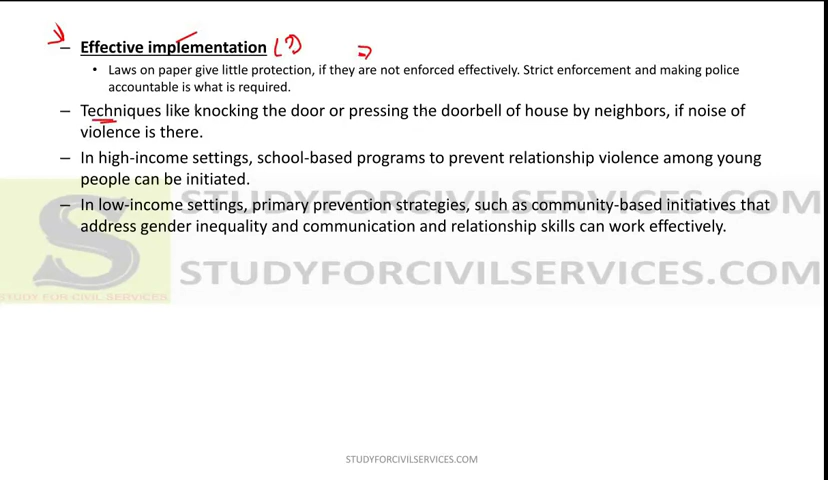 – Effective implementation (?)
• Laws on paper give little protection, if they are not enforced effectively. Strict enforcement and making police
accountable is what is required.
– Techniques like knocking the door or pressing the doorbell of house by neighbors, if noise of
violence is there.
– In high-income settings, school-based programs to prevent relationship violence among young
people can be initiated.
– In low-income settings, primary prevention strategies, such as community-based initiatives that
address gender inequality and communication and relationship skills can work effectively.
STUDYFORCIVILSERVICES.COM
STUDYFORCIVILSERVICES.COM
S
STUDY FOR CIVIL SERVICES
STUDYFORCIVILSERVICES.COM